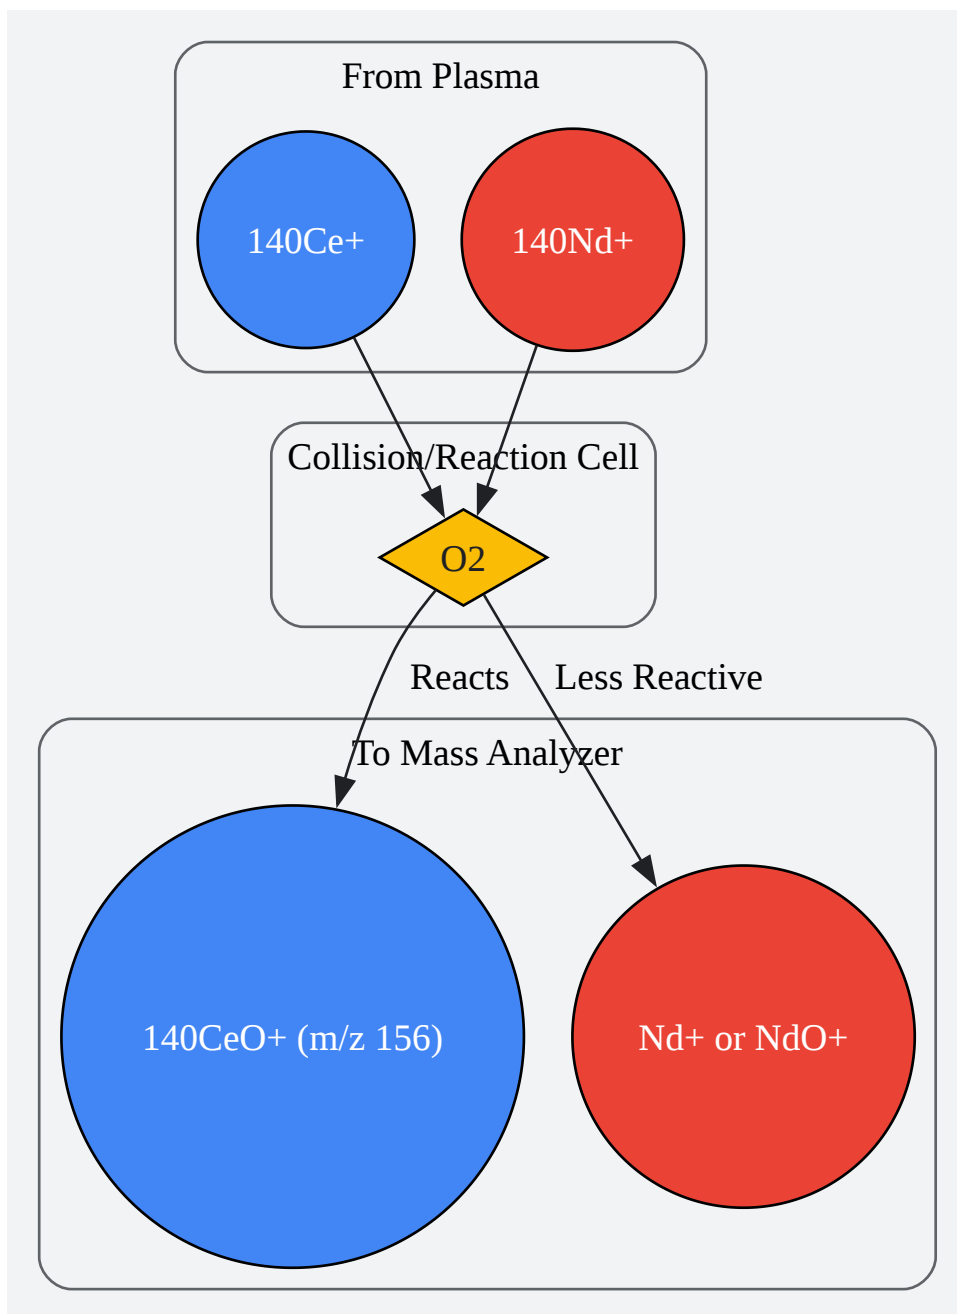 From Plasma
140Ce+
140Nd+
Collision/Reaction Cell
O2
Reacts
Less Reactive
To Mass Analyzer
140CeO+ (m/z 156)
Nd+ or NdO+